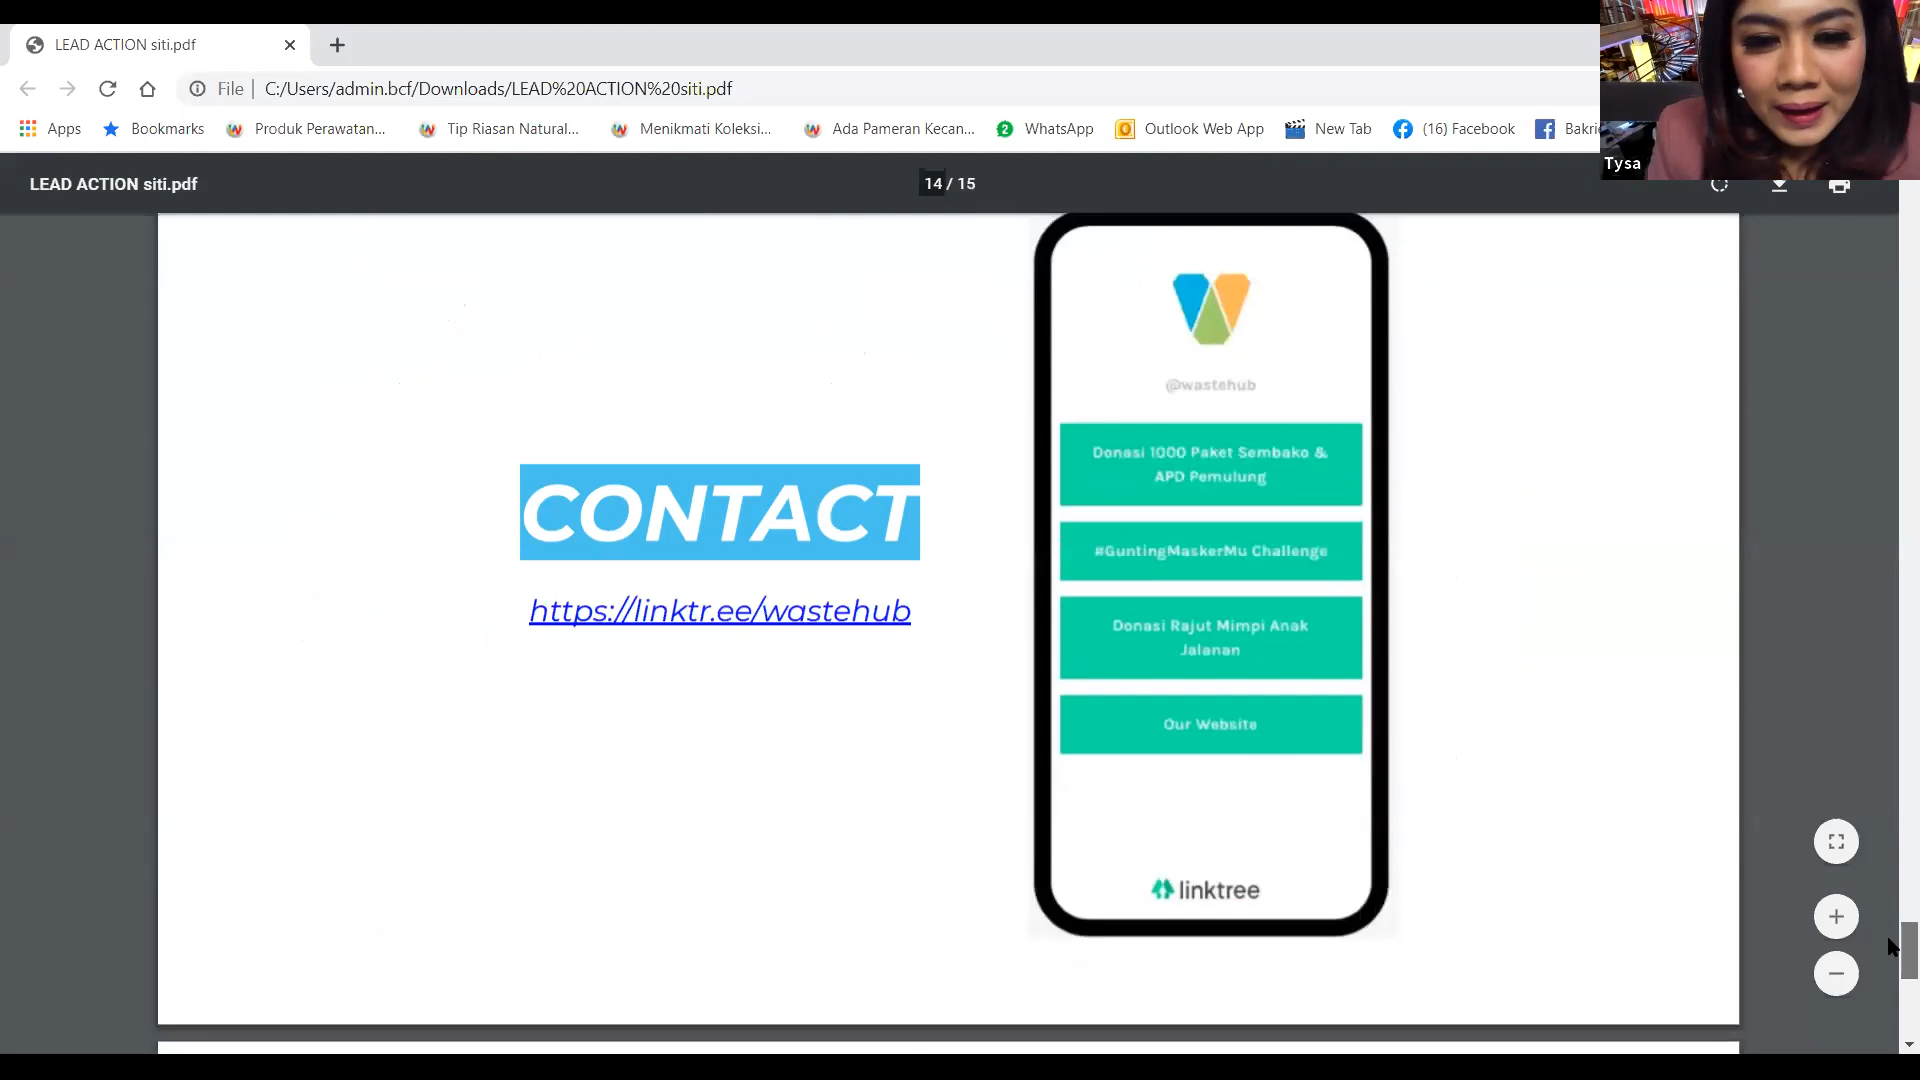 LEAD ACTION siti.pdf
File | C:/Users/admin.bcf/Downloads/LEAD%20ACTION%20siti.pdf
Apps Bookmarks Produk Perawatan... Tip Riasan Natural... Menikmati Koleksi... Ada Pameran Kecan... 2 WhatsApp Outlook Web App New Tab (16) Facebook Bakri
Tysa
LEAD ACTION siti.pdf 14 / 15
@wastehub
Donasi 1000 Paket Sembako &
APD Pemulung
CONTACT
#GuntingMaskerMu Challenge
https://linktr.ee/wastehub
Donasi Rajut Mimpi Anak
Jalanan
Our Website
linktree